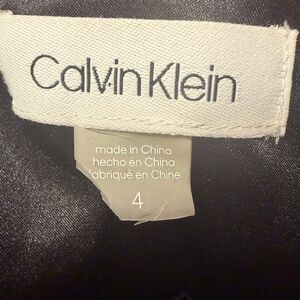 Calvin Klein
made in China
hecho en China
fabriqué en Chine
4